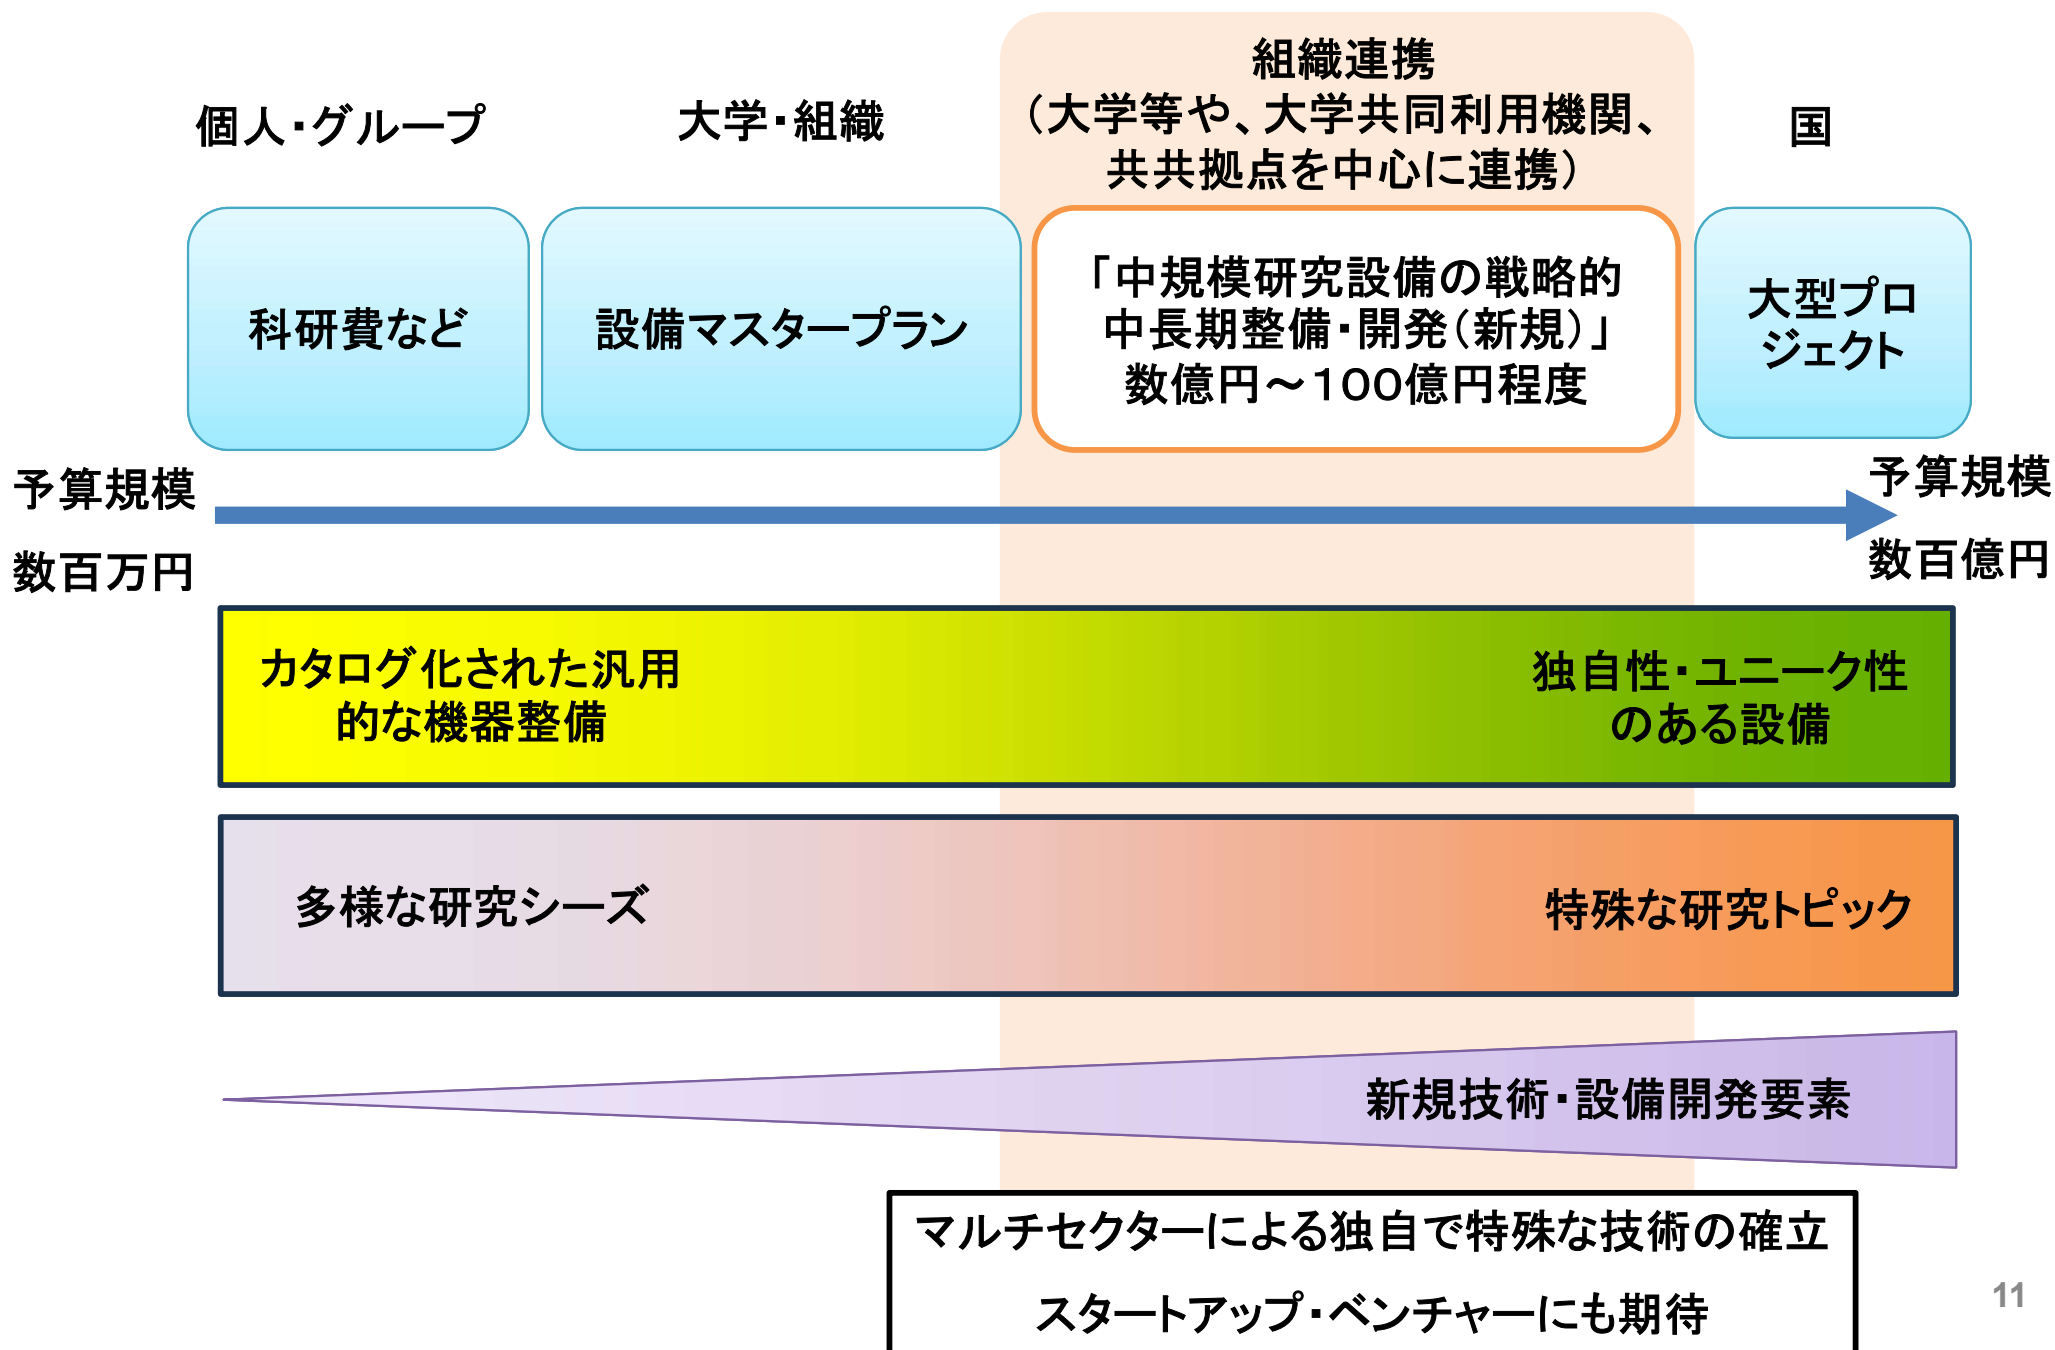 個人・グループ
大学・組織
組織連携
（大学等や、大学共同利用機関、
共共拠点を中心に連携）
国
科研費など
設備マスタープラン
「中規模研究設備の戦略的
中長期整備・開発（新規）」
数億円～１００億円程度
大型プロ
ジェクト
予算規模
数百万円
予算規模
数百億円
カタログ化された汎用
的な機器整備
独自性・ユニーク性
のある設備
多様な研究シーズ
特殊な研究トピック
新規技術・設備開発要素
マルチセクターによる独自で特殊な技術の確立
スタートアップ・ベンチャーにも期待
11